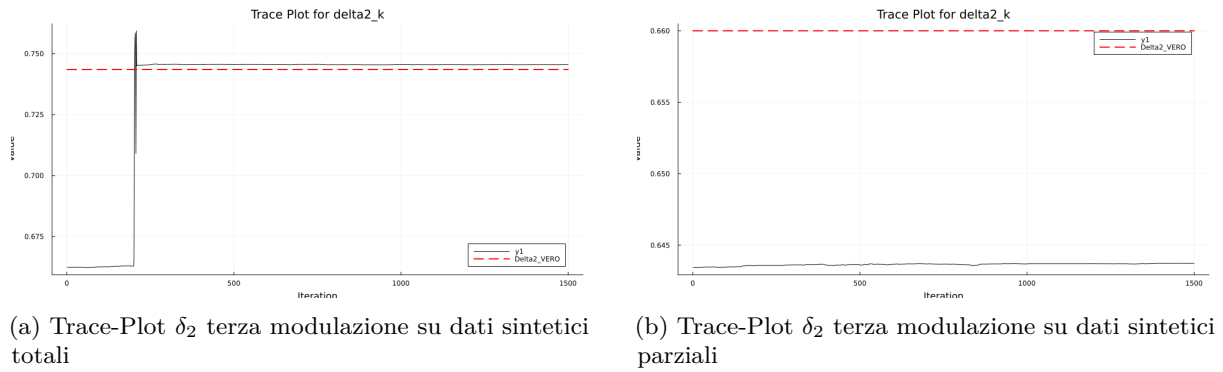 Trace Plot for delta2_k
0.750
0.725
0.700
0.675
0
500
1000
1500
Iteration
y1
Delta2_VERO
(a) Trace-Plot δ₂ terza modulazione su dati sintetici
totali
Trace Plot for delta2_k
0.660
0.655
0.650
0.645
0
500
1000
1500
Iteration
y1
Delta2_VERO
(b) Trace-Plot δ₂ terza modulazione su dati sintetici
parziali